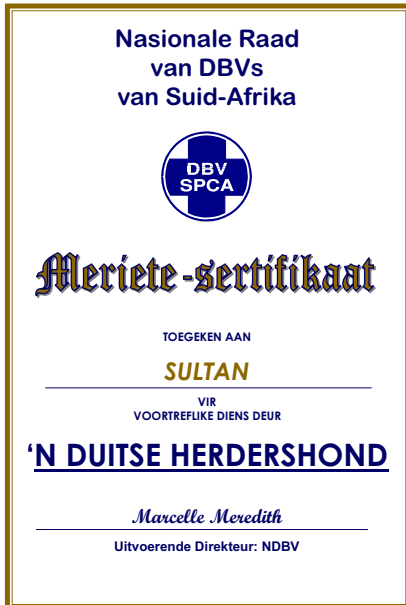 Nasionale Raad
van DBVs
van Suid-Afrika
DBV
SPCA
Meriete-sertifikaat
TOEGEKEN AAN
SULTAN
VIR
VOORTREFLIKE DIENS DEUR
‘N DUITSE HERDERSHOND
Marcelle Meredith
Uitvoerende Direkteur: NDBV